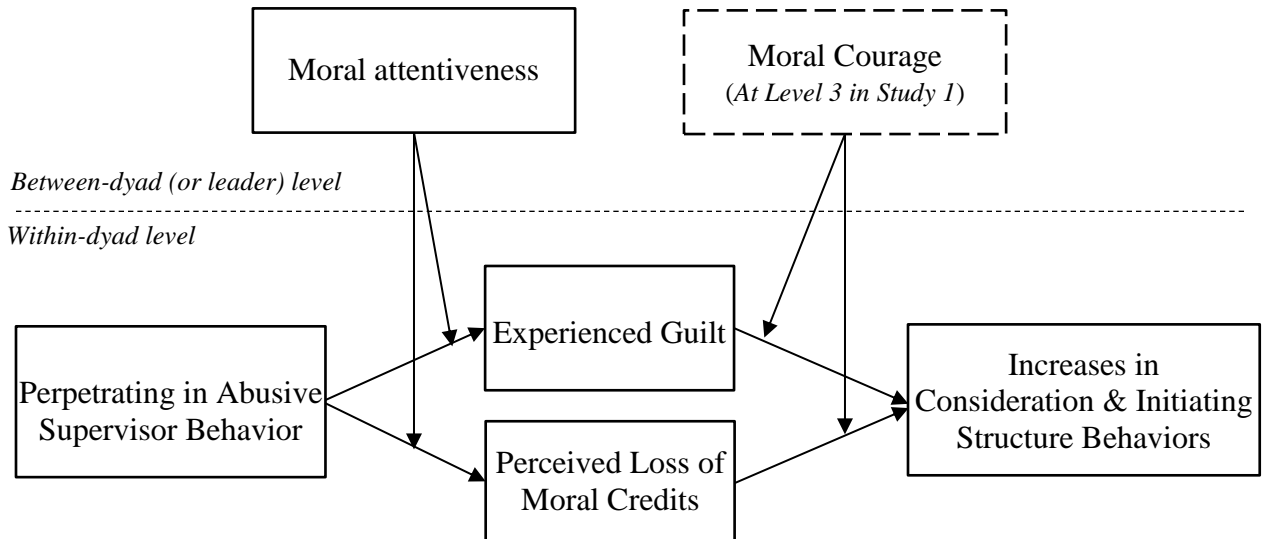 Moral attentiveness
Moral Courage
(At Level 3 in Study 1)
Between-dyad (or leader) level
Within-dyad level
Experienced Guilt
Perpetrating in Abusive
Supervisor Behavior
Increases in
Consideration & Initiating
Structure Behaviors
Perceived Loss of
Moral Credits